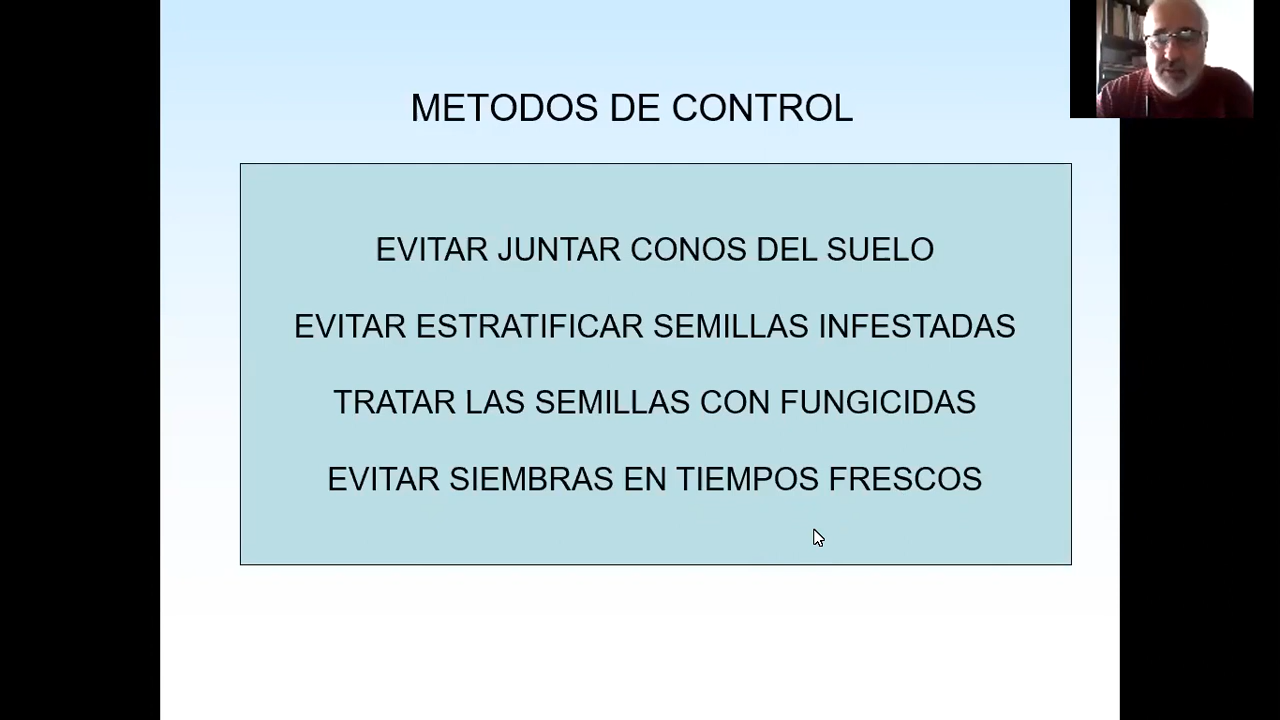 METODOS DE CONTROL
EVITAR JUNTAR CONOS DEL SUELO
EVITAR ESTRATIFICAR SEMILLAS INFESTADAS
TRATAR LAS SEMILLAS CON FUNGICIDAS
EVITAR SIEMBRAS EN TIEMPOS FRESCOS